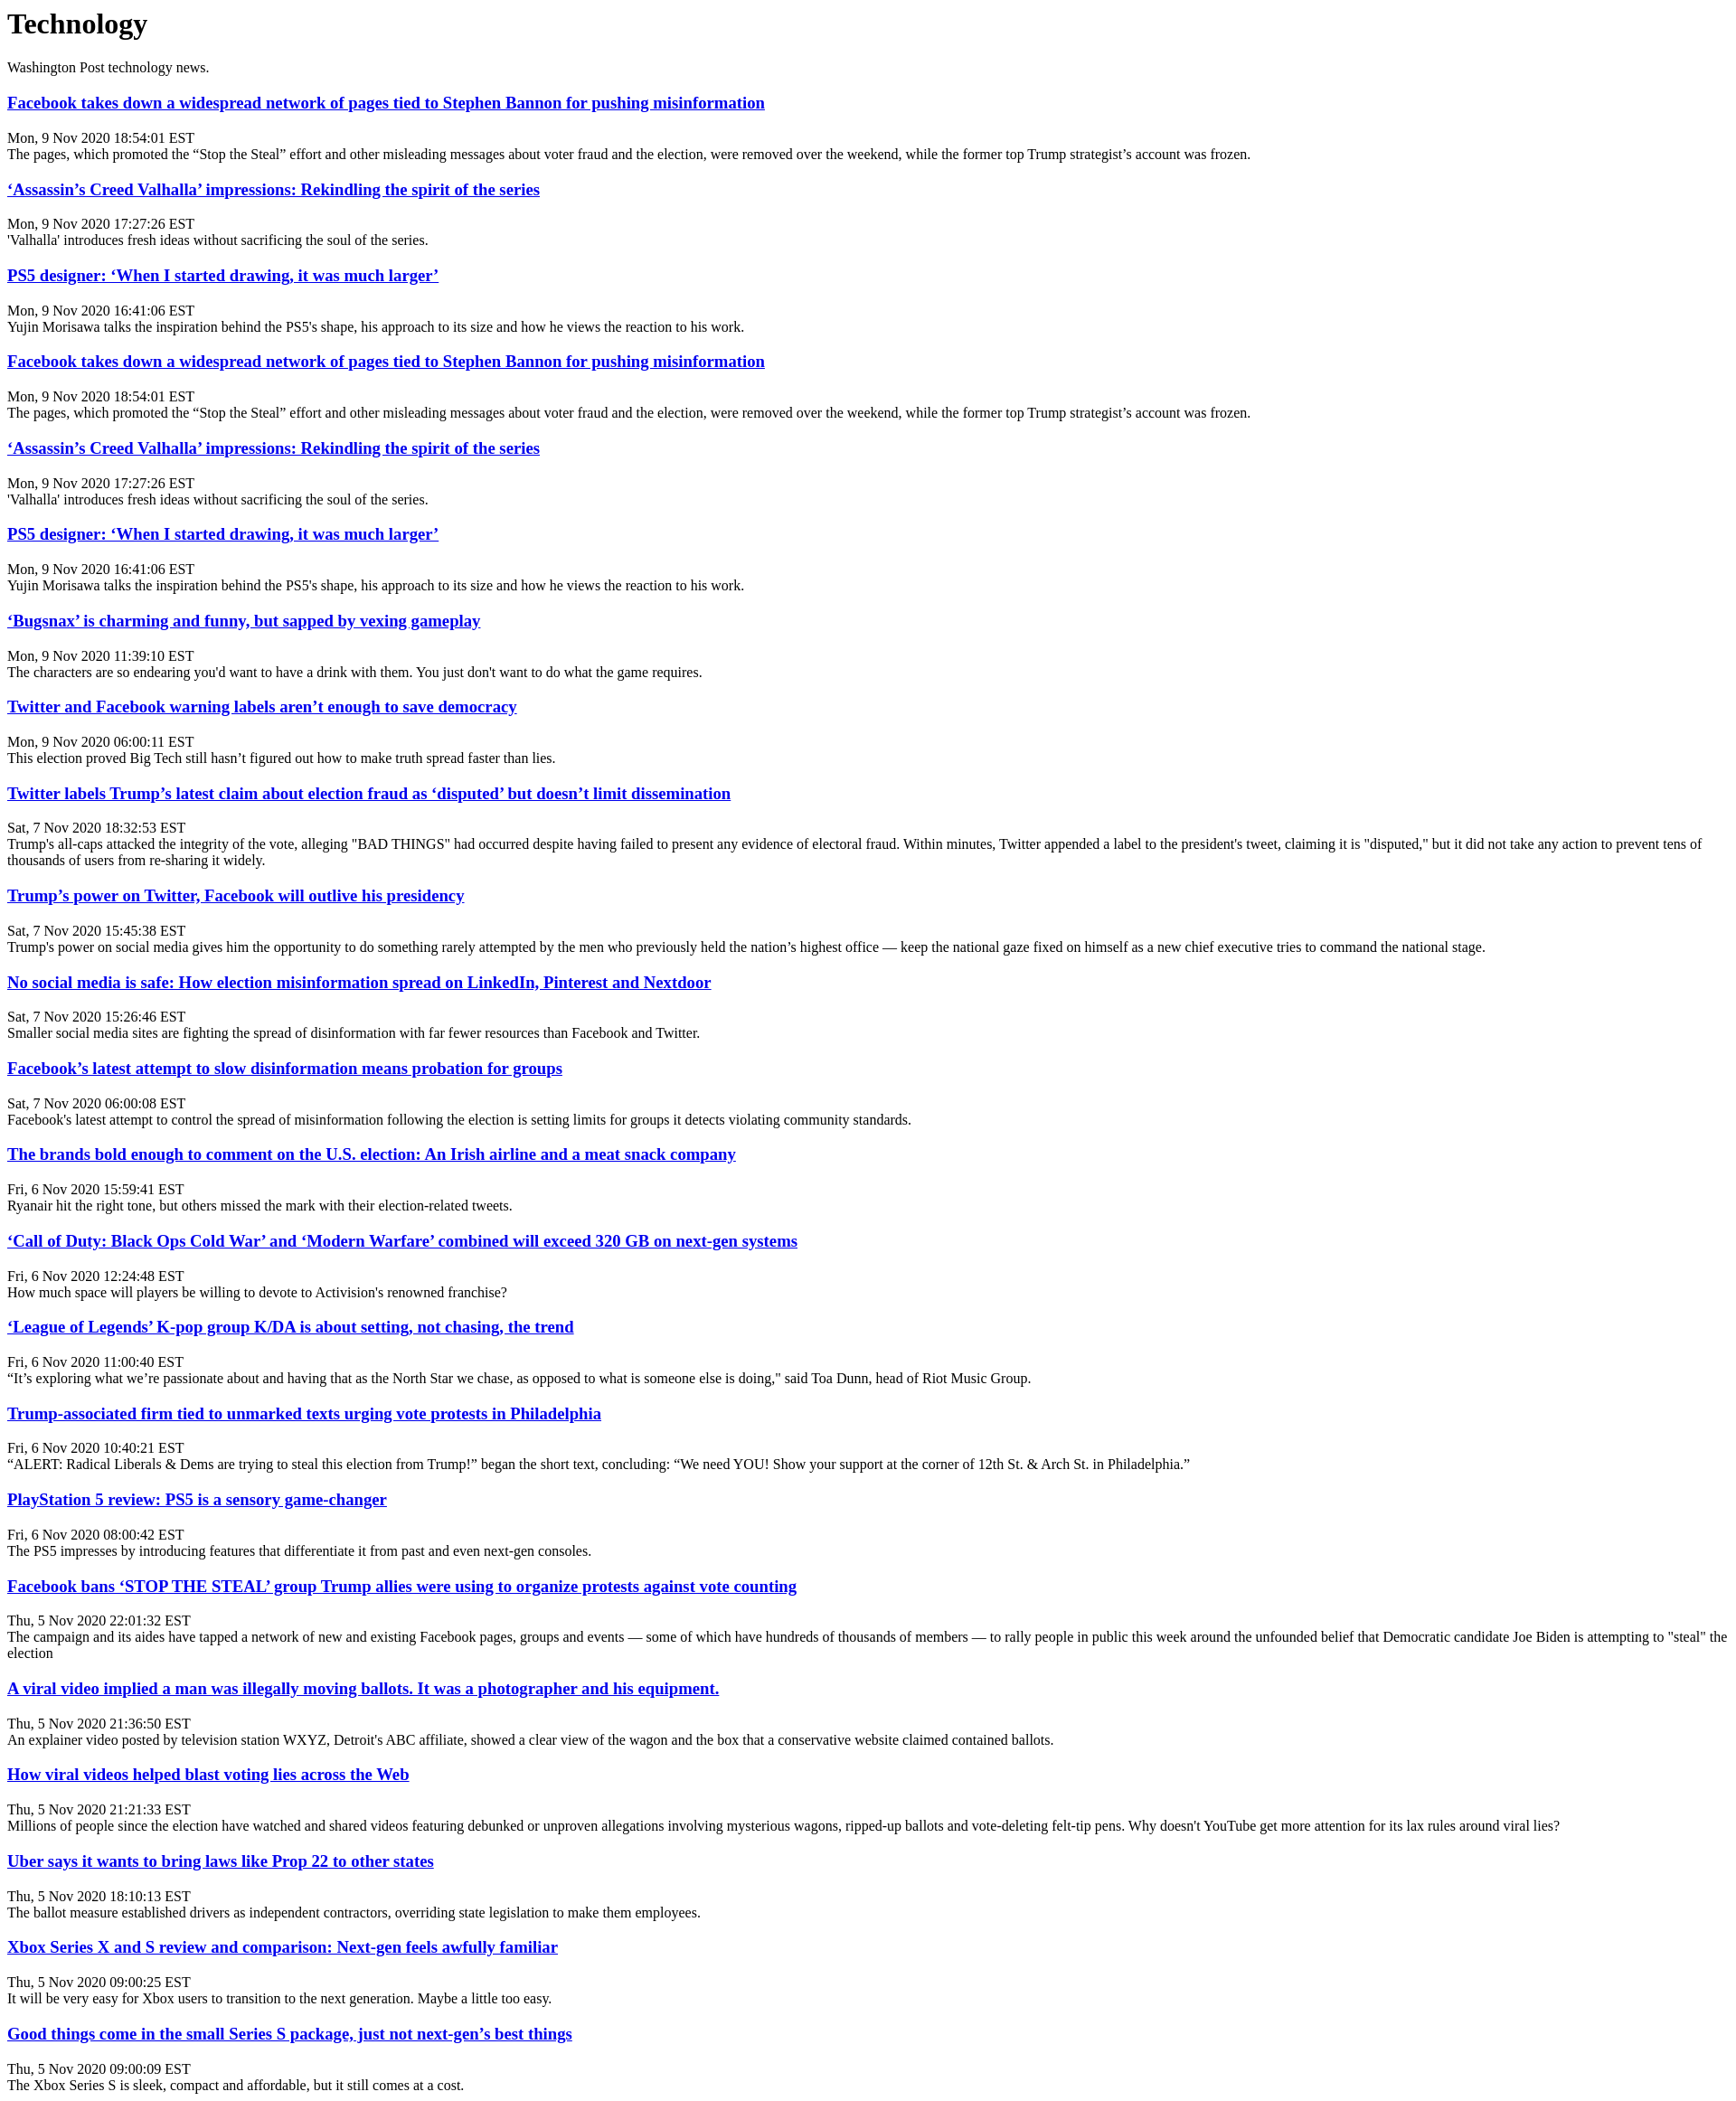 Technology
Washington Post technology news.
Facebook takes down a widespread network of pages tied to Stephen Bannon for pushing misinformation
Mon, 9 Nov 2020 18:54:01 EST
The pages, which promoted the “Stop the Steal” effort and other misleading messages about voter fraud and the election, were removed over the weekend, while the former top Trump strategist’s account was frozen.
‘Assassin’s Creed Valhalla’ impressions: Rekindling the spirit of the series
Mon, 9 Nov 2020 17:27:26 EST
'Valhalla' introduces fresh ideas without sacrificing the soul of the series.
PS5 designer: ‘When I started drawing, it was much larger’
Mon, 9 Nov 2020 16:41:06 EST
Yujin Morisawa talks the inspiration behind the PS5's shape, his approach to its size and how he views the reaction to his work.
Facebook takes down a widespread network of pages tied to Stephen Bannon for pushing misinformation
Mon, 9 Nov 2020 18:54:01 EST
The pages, which promoted the “Stop the Steal” effort and other misleading messages about voter fraud and the election, were removed over the weekend, while the former top Trump strategist’s account was frozen.
‘Assassin’s Creed Valhalla’ impressions: Rekindling the spirit of the series
Mon, 9 Nov 2020 17:27:26 EST
'Valhalla' introduces fresh ideas without sacrificing the soul of the series.
PS5 designer: ‘When I started drawing, it was much larger’
Mon, 9 Nov 2020 16:41:06 EST
Yujin Morisawa talks the inspiration behind the PS5's shape, his approach to its size and how he views the reaction to his work.
‘Bugsnax’ is charming and funny, but sapped by vexing gameplay
Mon, 9 Nov 2020 11:39:10 EST
The characters are so endearing you'd want to have a drink with them. You just don't want to do what the game requires.
Twitter and Facebook warning labels aren’t enough to save democracy
Mon, 9 Nov 2020 06:00:11 EST
This election proved Big Tech still hasn’t figured out how to make truth spread faster than lies.
Twitter labels Trump’s latest claim about election fraud as ‘disputed’ but doesn’t limit dissemination
Sat, 7 Nov 2020 18:32:53 EST
Trump's all-caps attacked the integrity of the vote, alleging "BAD THINGS" had occurred despite having failed to present any evidence of electoral fraud. Within minutes, Twitter appended a label to the president's tweet, claiming it is "disputed," but it did not take any action to prevent tens of
thousands of users from re-sharing it widely.
Trump’s power on Twitter, Facebook will outlive his presidency
Sat, 7 Nov 2020 15:45:38 EST
Trump's power on social media gives him the opportunity to do something rarely attempted by the men who previously held the nation’s highest office — keep the national gaze fixed on himself as a new chief executive tries to command the national stage.
No social media is safe: How election misinformation spread on LinkedIn, Pinterest and Nextdoor
Sat, 7 Nov 2020 15:26:46 EST
Smaller social media sites are fighting the spread of disinformation with far fewer resources than Facebook and Twitter.
Facebook’s latest attempt to slow disinformation means probation for groups
Sat, 7 Nov 2020 06:00:08 EST
Facebook's latest attempt to control the spread of misinformation following the election is setting limits for groups it detects violating community standards.
The brands bold enough to comment on the U.S. election: An Irish airline and a meat snack company
Fri, 6 Nov 2020 15:59:41 EST
Ryanair hit the right tone, but others missed the mark with their election-related tweets.
‘Call of Duty: Black Ops Cold War’ and ‘Modern Warfare’ combined will exceed 320 GB on next-gen systems
Fri, 6 Nov 2020 12:24:48 EST
How much space will players be willing to devote to Activision's renowned franchise?
‘League of Legends’ K-pop group K/DA is about setting, not chasing, the trend
Fri, 6 Nov 2020 11:00:40 EST
“It’s exploring what we’re passionate about and having that as the North Star we chase, as opposed to what is someone else is doing," said Toa Dunn, head of Riot Music Group.
Trump-associated firm tied to unmarked texts urging vote protests in Philadelphia
Fri, 6 Nov 2020 10:40:21 EST
“ALERT: Radical Liberals & Dems are trying to steal this election from Trump!” began the short text, concluding: “We need YOU! Show your support at the corner of 12th St. & Arch St. in Philadelphia.”
PlayStation 5 review: PS5 is a sensory game-changer
Fri, 6 Nov 2020 08:00:42 EST
The PS5 impresses by introducing features that differentiate it from past and even next-gen consoles.
Facebook bans ‘STOP THE STEAL’ group Trump allies were using to organize protests against vote counting
Thu, 5 Nov 2020 22:01:32 EST
The campaign and its aides have tapped a network of new and existing Facebook pages, groups and events — some of which have hundreds of thousands of members — to rally people in public this week around the unfounded belief that Democratic candidate Joe Biden is attempting to "steal" the
election
A viral video implied a man was illegally moving ballots. It was a photographer and his equipment.
Thu, 5 Nov 2020 21:36:50 EST
An explainer video posted by television station WXYZ, Detroit's ABC affiliate, showed a clear view of the wagon and the box that a conservative website claimed contained ballots.
How viral videos helped blast voting lies across the Web
Thu, 5 Nov 2020 21:21:33 EST
Millions of people since the election have watched and shared videos featuring debunked or unproven allegations involving mysterious wagons, ripped-up ballots and vote-deleting felt-tip pens. Why doesn't YouTube get more attention for its lax rules around viral lies?
Uber says it wants to bring laws like Prop 22 to other states
Thu, 5 Nov 2020 18:10:13 EST
The ballot measure established drivers as independent contractors, overriding state legislation to make them employees.
Xbox Series X and S review and comparison: Next-gen feels awfully familiar
Thu, 5 Nov 2020 09:00:25 EST
It will be very easy for Xbox users to transition to the next generation. Maybe a little too easy.
Good things come in the small Series S package, just not next-gen’s best things
Thu, 5 Nov 2020 09:00:09 EST
The Xbox Series S is sleek, compact and affordable, but it still comes at a cost.